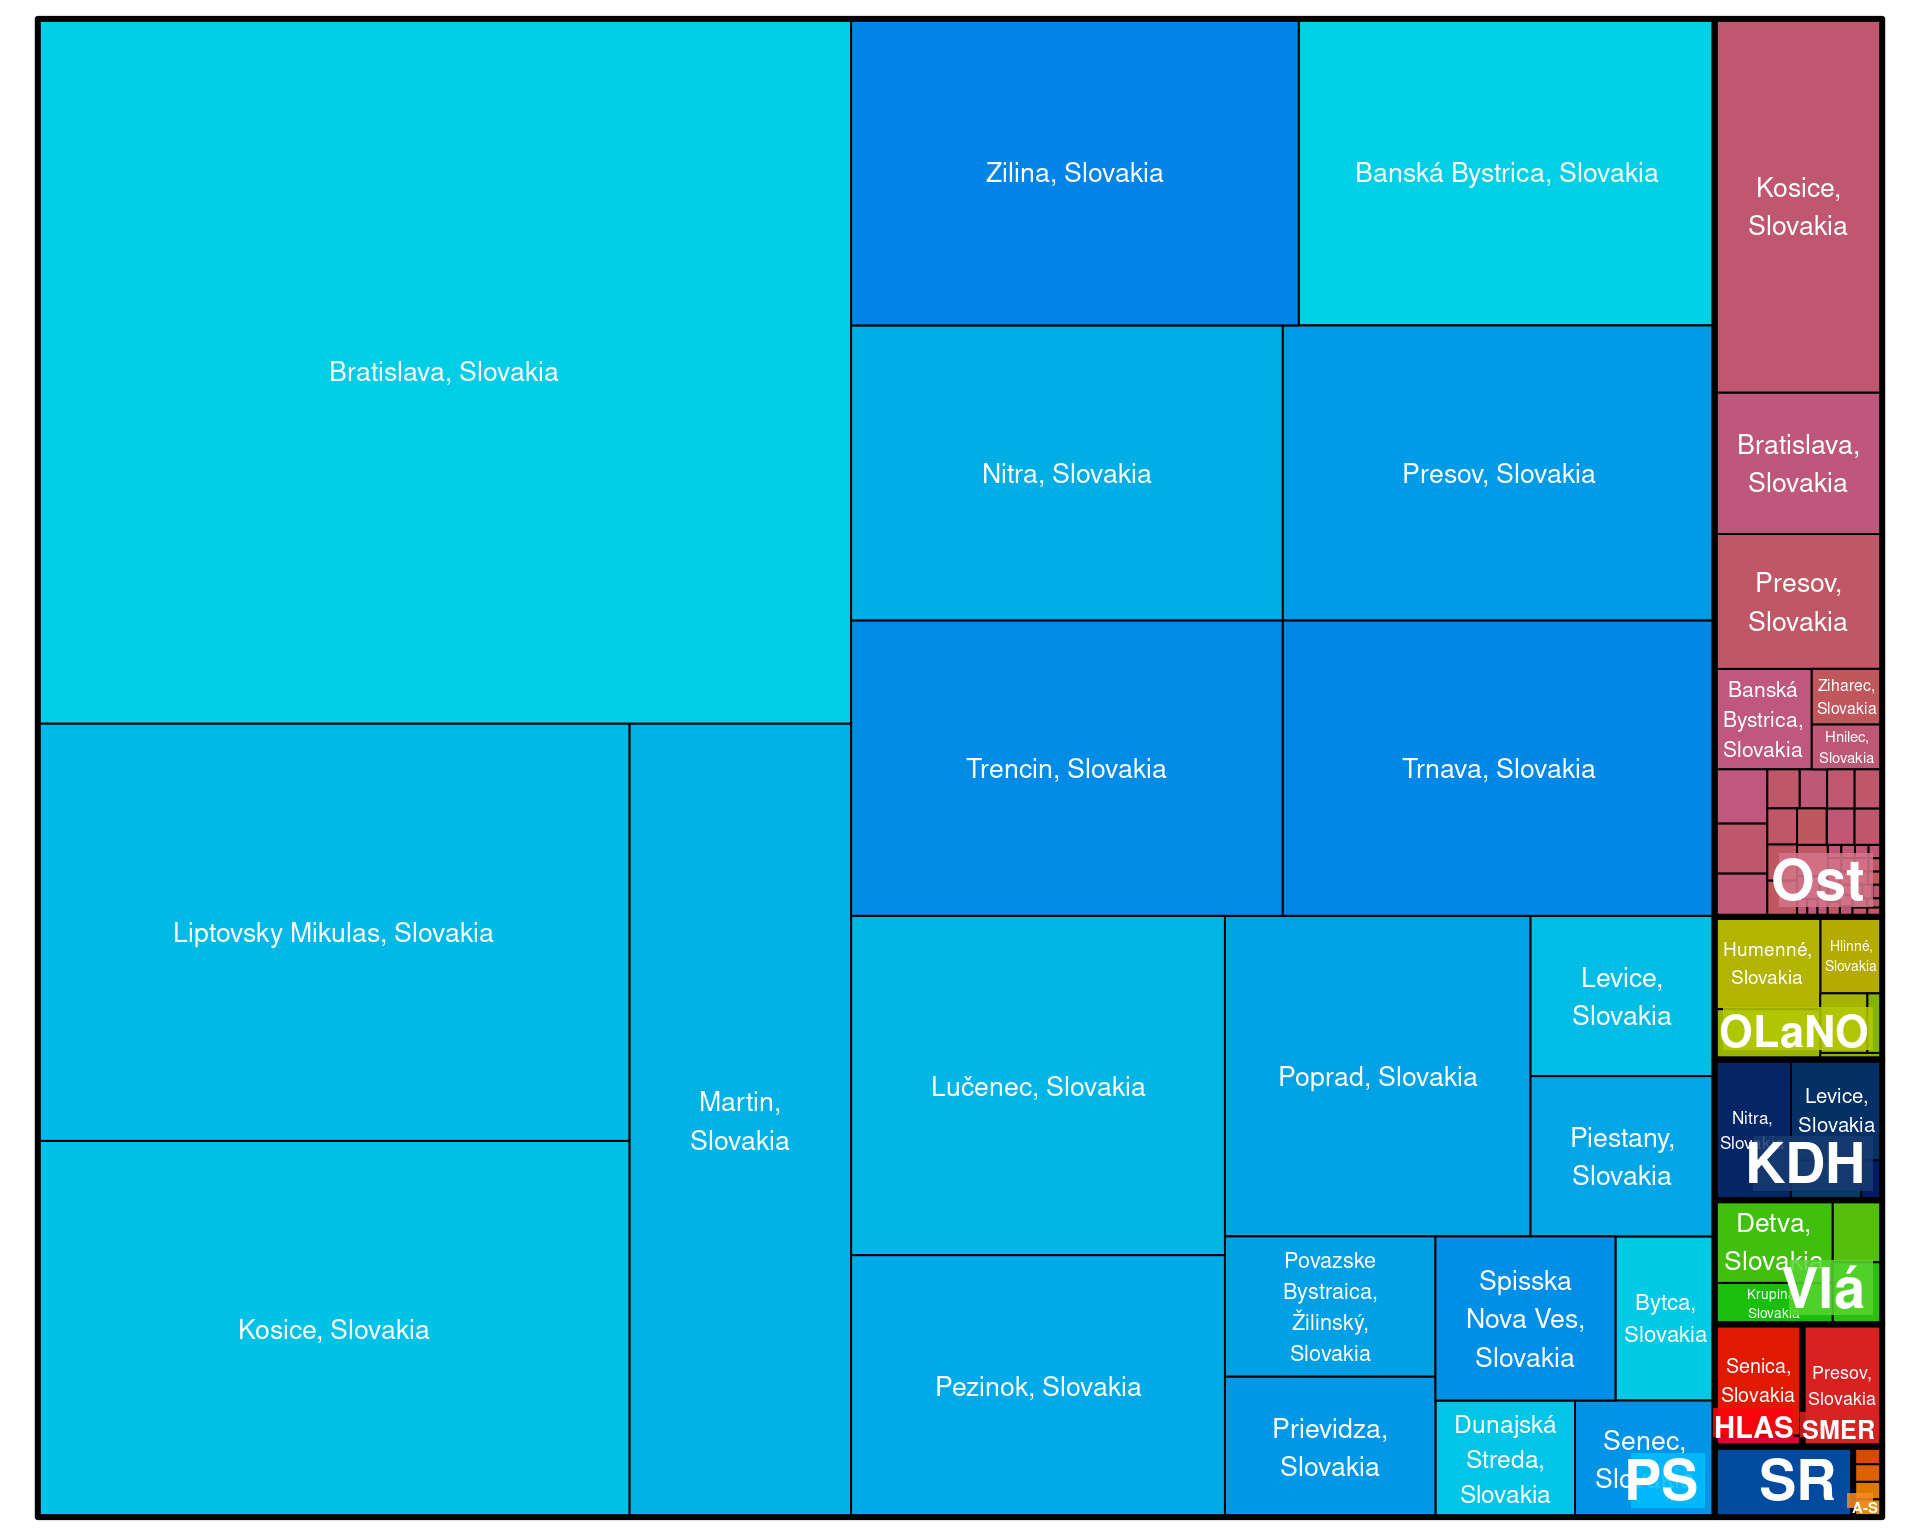 Bratislava, Slovakia
Zilina, Slovakia
Banská Bystrica, Slovakia
Nitra, Slovakia
Presov, Slovakia
Trencin, Slovakia
Trnava, Slovakia
Liptovsky Mikulas, Slovakia
Martin,
Slovakia
Kosice, Slovakia
Lučenec, Slovakia
Pezinok, Slovakia
Poprad, Slovakia
Levice,
Slovakia
Piestany,
Slovakia
Povazske
Bystraica,
Žilinský,
Slovakia
Spisska
Nova Ves,
Slovakia
Bytca,
Slovakia
Prievidza,
Slovakia
Dunajská
Streda,
Slovakia
Senec,
PS
Kosice,
Slovakia
Bratislava,
Slovakia
Presov,
Slovakia
Banská
Bystrica,
Slovakia
Ziharec,
Slovakia
Hnilec,
Slovakia
Ost
Humenné,
Slovakia
Hlinné,
Slovakia
OLaNO
Nitra,
Levice,
Slovakia
KDH
Detva,
Slovakia
Krupina
Slovakia
Vlá
Senica,
Slovakia
HLAS
Presov,
Slovakia
SMER
SR
A-S